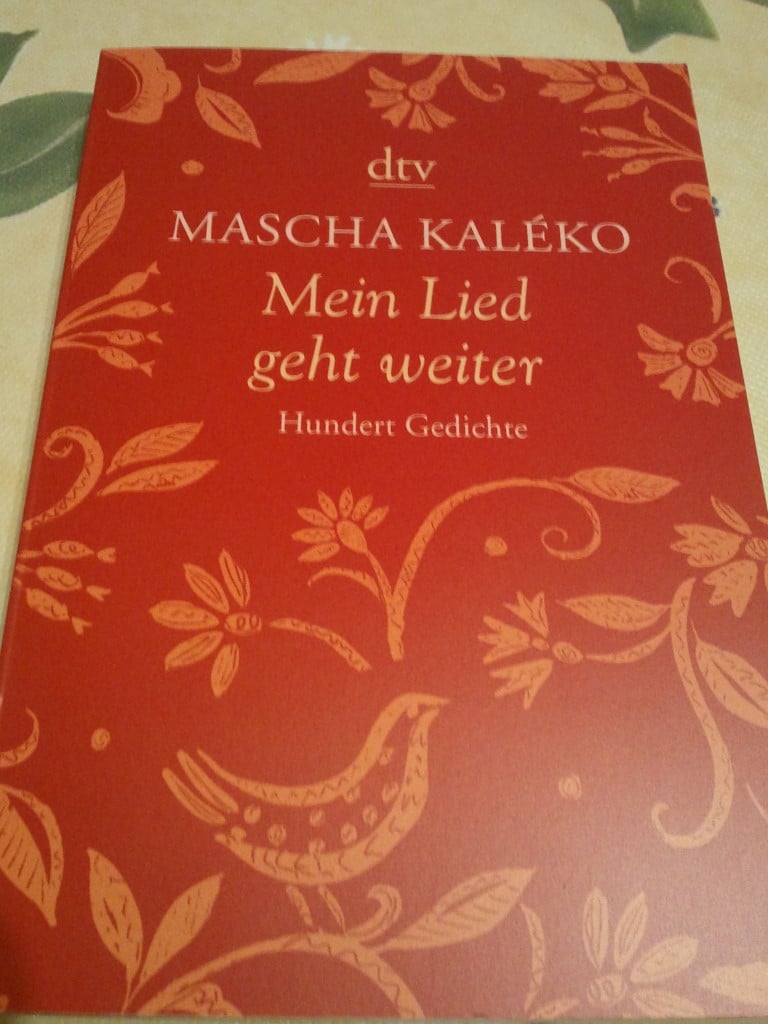 dtv
MASCHA KALÉKO
Mein Lied
geht weiter
Hundert Gedichte